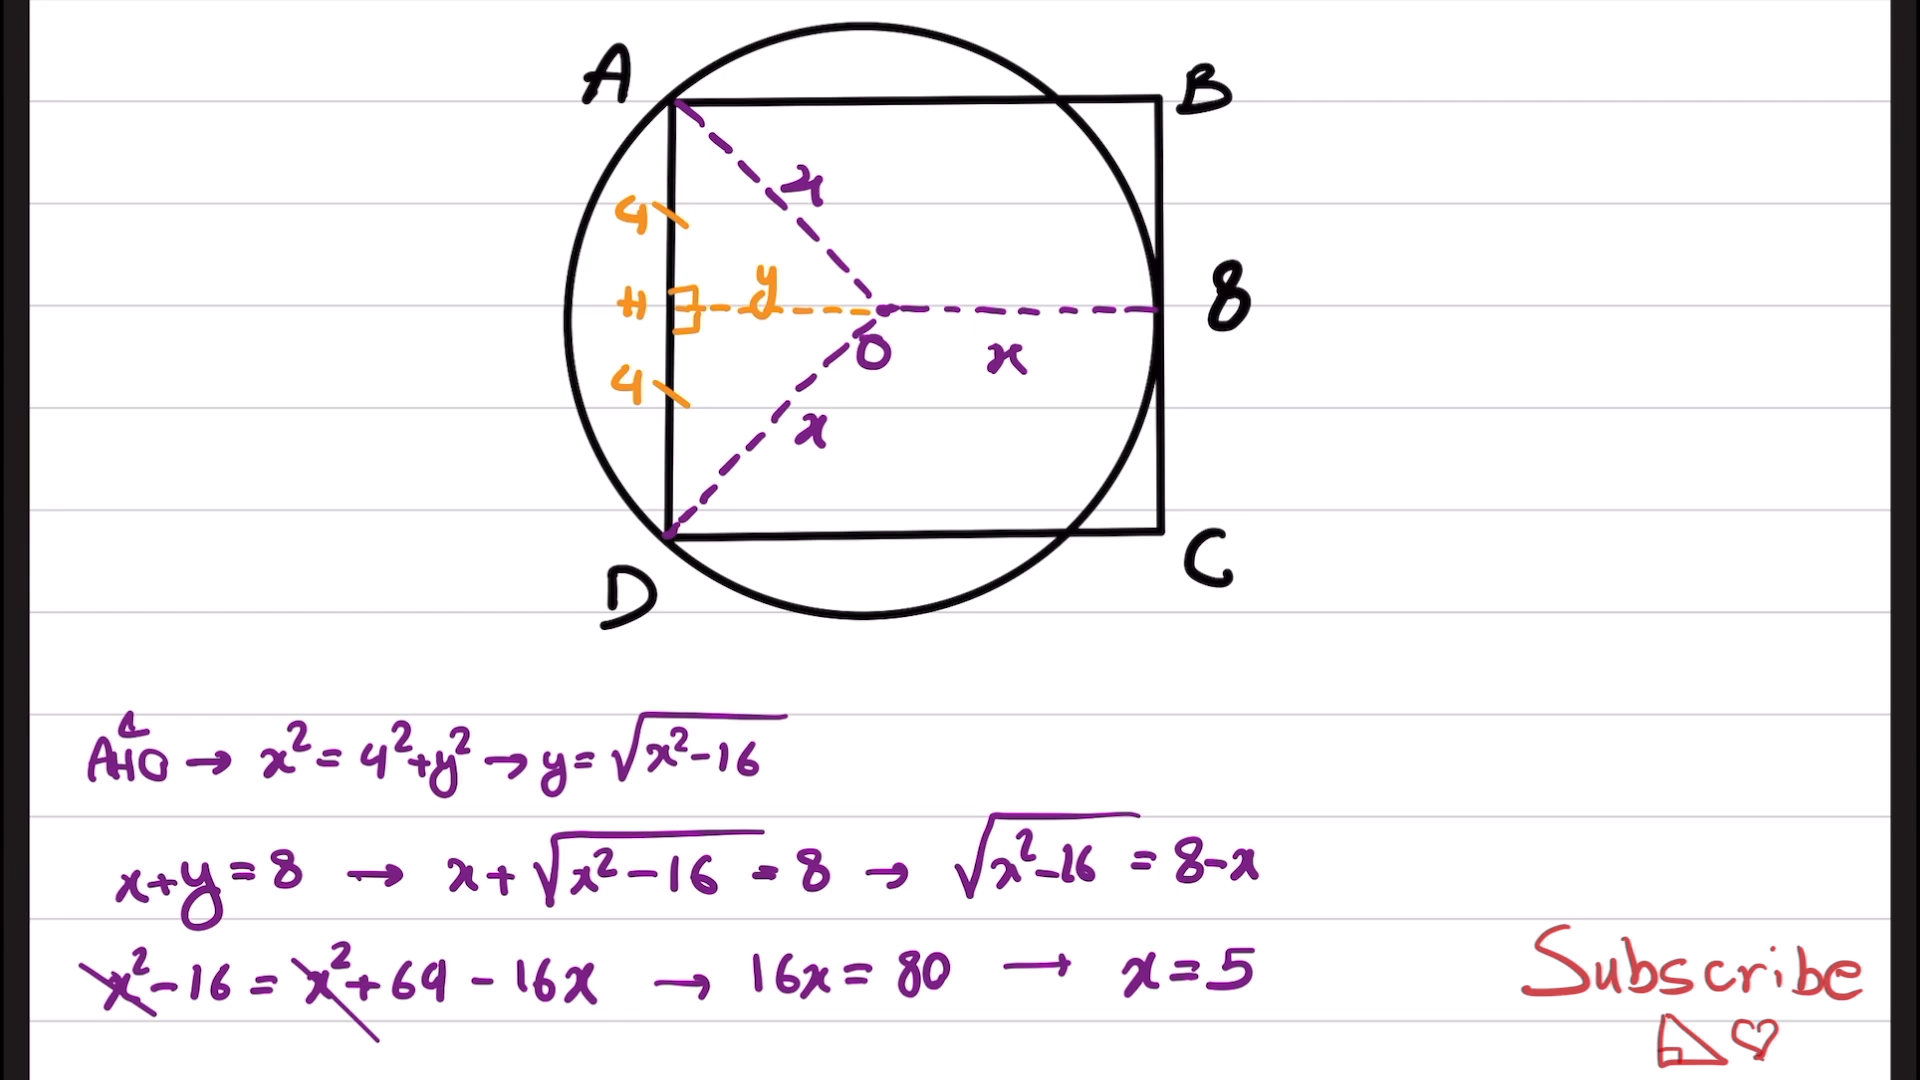 A
B
4
x
y
H
8
O
x
4
x
D
C
AHO → x² = 4² + y² → y = √(x² - 16)
x + y = 8 → x + √(x² - 16) = 8 → √(x² - 16) = 8 - x
x² - 16 = x² + 64 - 16x → 16x = 80 → x = 5
Subscribe